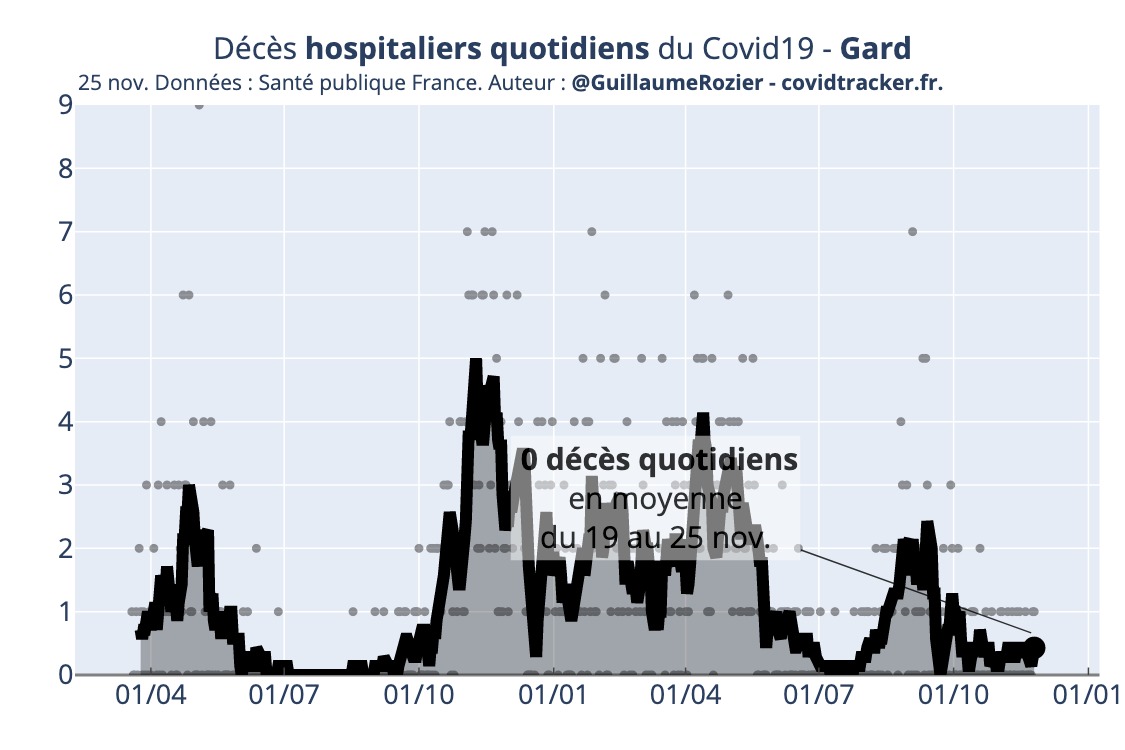 Décès hospitaliers quotidiens du Covid19 - Gard
25 nov. Données : Santé publique France. Auteur : @GuillaumeRozier - covidtracker.fr.
9
8
7
6
5
4
3
2
1
0
0 décès quotidiens
en moyenne
du 19 au 25 nov.
01/04 01/07 01/10 01/01 01/04 01/07 01/10 01/01